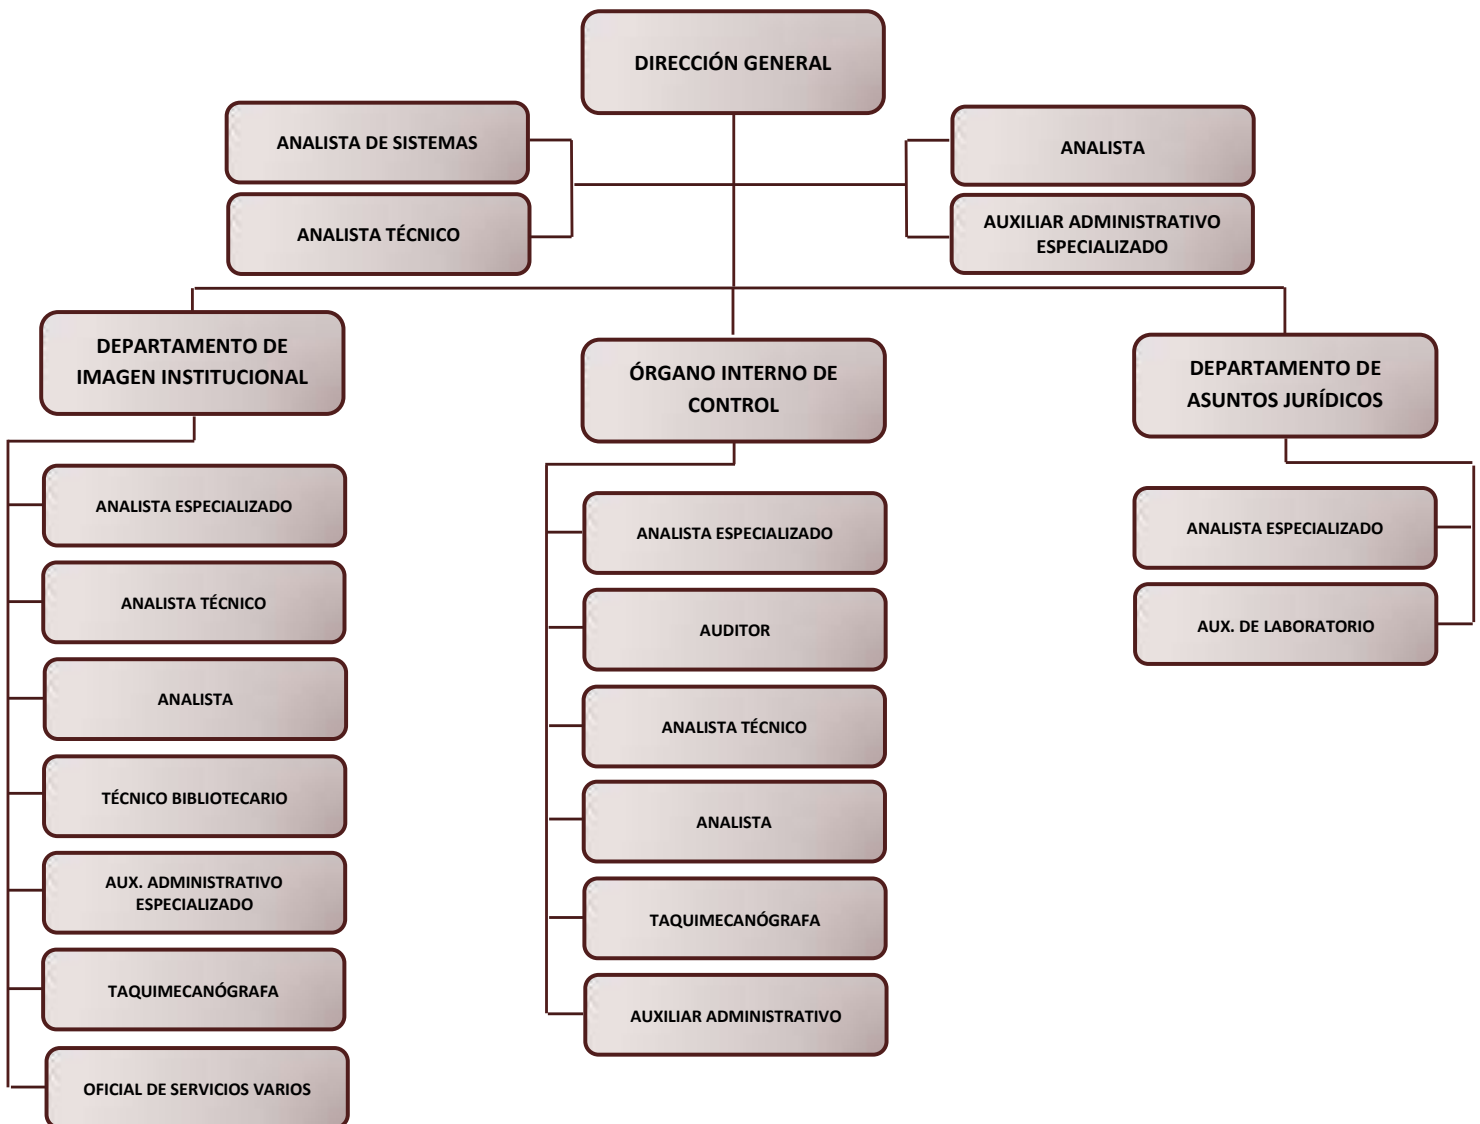 DIRECCIÓN GENERAL
ANALISTA DE SISTEMAS
ANALISTA TÉCNICO
ANALISTA
AUXILIAR ADMINISTRATIVO
ESPECIALIZADO
DEPARTAMENTO DE
IMAGEN INSTITUCIONAL
ANALISTA ESPECIALIZADO
ANALISTA TÉCNICO
ANALISTA
TÉCNICO BIBLIOTECARIO
AUX. ADMINISTRATIVO
ESPECIALIZADO
TAQUIMECANÓGRAFA
OFICIAL DE SERVICIOS VARIOS
ÓRGANO INTERNO DE
CONTROL
ANALISTA ESPECIALIZADO
AUDITOR
ANALISTA TÉCNICO
ANALISTA
TAQUIMECANÓGRAFA
AUXILIAR ADMINISTRATIVO
DEPARTAMENTO DE
ASUNTOS JURÍDICOS
ANALISTA ESPECIALIZADO
AUX. DE LABORATORIO